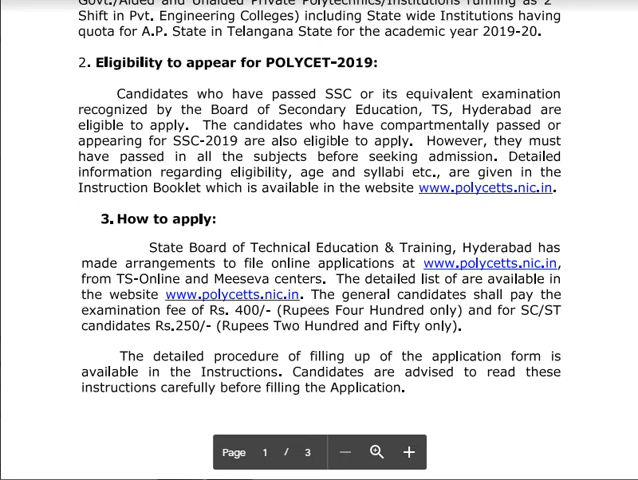 Govt./Aided and Unaided Private Polytechnics/Institutions running as 2
Shift in Pvt. Engineering Colleges) including State wide Institutions having
quota for A.P. State in Telangana State for the academic year 2019-20.
2. Eligibility to appear for POLYCET-2019:
Candidates who have passed SSC or its equivalent examination
recognized by the Board of Secondary Education, TS, Hyderabad are
eligible to apply. The candidates who have compartmentally passed or
appearing for SSC-2019 are also eligible to apply. However, they must
have passed in all the subjects before seeking admission. Detailed
information regarding eligibility, age and syllabi etc., are given in the
Instruction Booklet which is available in the website www.polycetts.nic.in.
3. How to apply:
State Board of Technical Education & Training, Hyderabad has
made arrangements to file online applications at www.polycetts.nic.in,
from TS-Online and Meeseva centers. The detailed list of are available in
the website www.polycetts.nic.in. The general candidates shall pay the
examination fee of Rs. 400/- (Rupees Four Hundred only) and for SC/ST
candidates Rs.250/- (Rupees Two Hundred and Fifty only).
The detailed procedure of filling up of the application form is
available in the Instructions. Candidates are advised to read these
instructions carefully before filling the Application.
Page 1 / 3